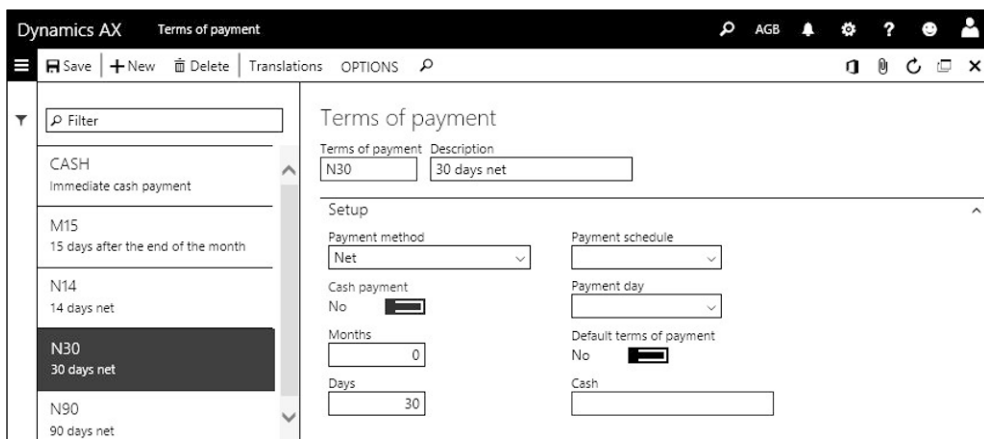 Dynamics AX Terms of payment AGB ?
Save New Delete Translations OPTIONS
Filter
CASH
Immediate cash payment
M15
15 days after the end of the month
N14
14 days net
N30
30 days net
N90
90 days net
Terms of payment
Terms of payment Description
N30 30 days net
Setup
Payment method Payment schedule
Net
Cash payment Payment day
No
Months Default terms of payment
0 No
Days Cash
30